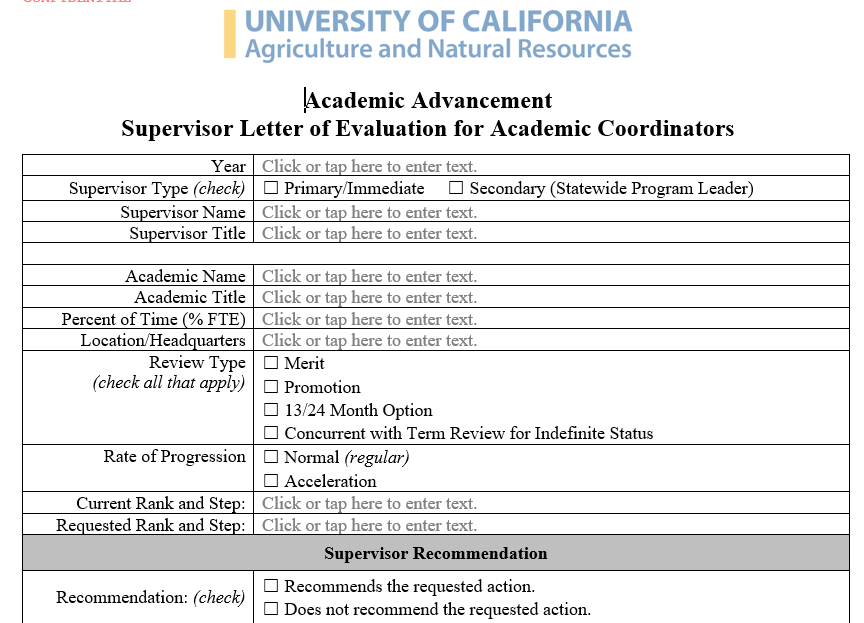 CONFIDENTIAL
UNIVERSITY OF CALIFORNIA
Agriculture and Natural Resources
Academic Advancement
Supervisor Letter of Evaluation for Academic Coordinators
Year Click or tap here to enter text.
Supervisor Type (check) ☐ Primary/Immediate ☐ Secondary (Statewide Program Leader)
Supervisor Name Click or tap here to enter text.
Supervisor Title Click or tap here to enter text.
Academic Name Click or tap here to enter text.
Academic Title Click or tap here to enter text.
Percent of Time (% FTE) Click or tap here to enter text.
Location/Headquarters Click or tap here to enter text.
Review Type ☐ Merit
(check all that apply) ☐ Promotion
☐ 13/24 Month Option
☐ Concurrent with Term Review for Indefinite Status
Rate of Progression ☐ Normal (regular)
☐ Acceleration
Current Rank and Step: Click or tap here to enter text.
Requested Rank and Step: Click or tap here to enter text.
Supervisor Recommendation
Recommendation: (check) ☐ Recommends the requested action.
☐ Does not recommend the requested action.